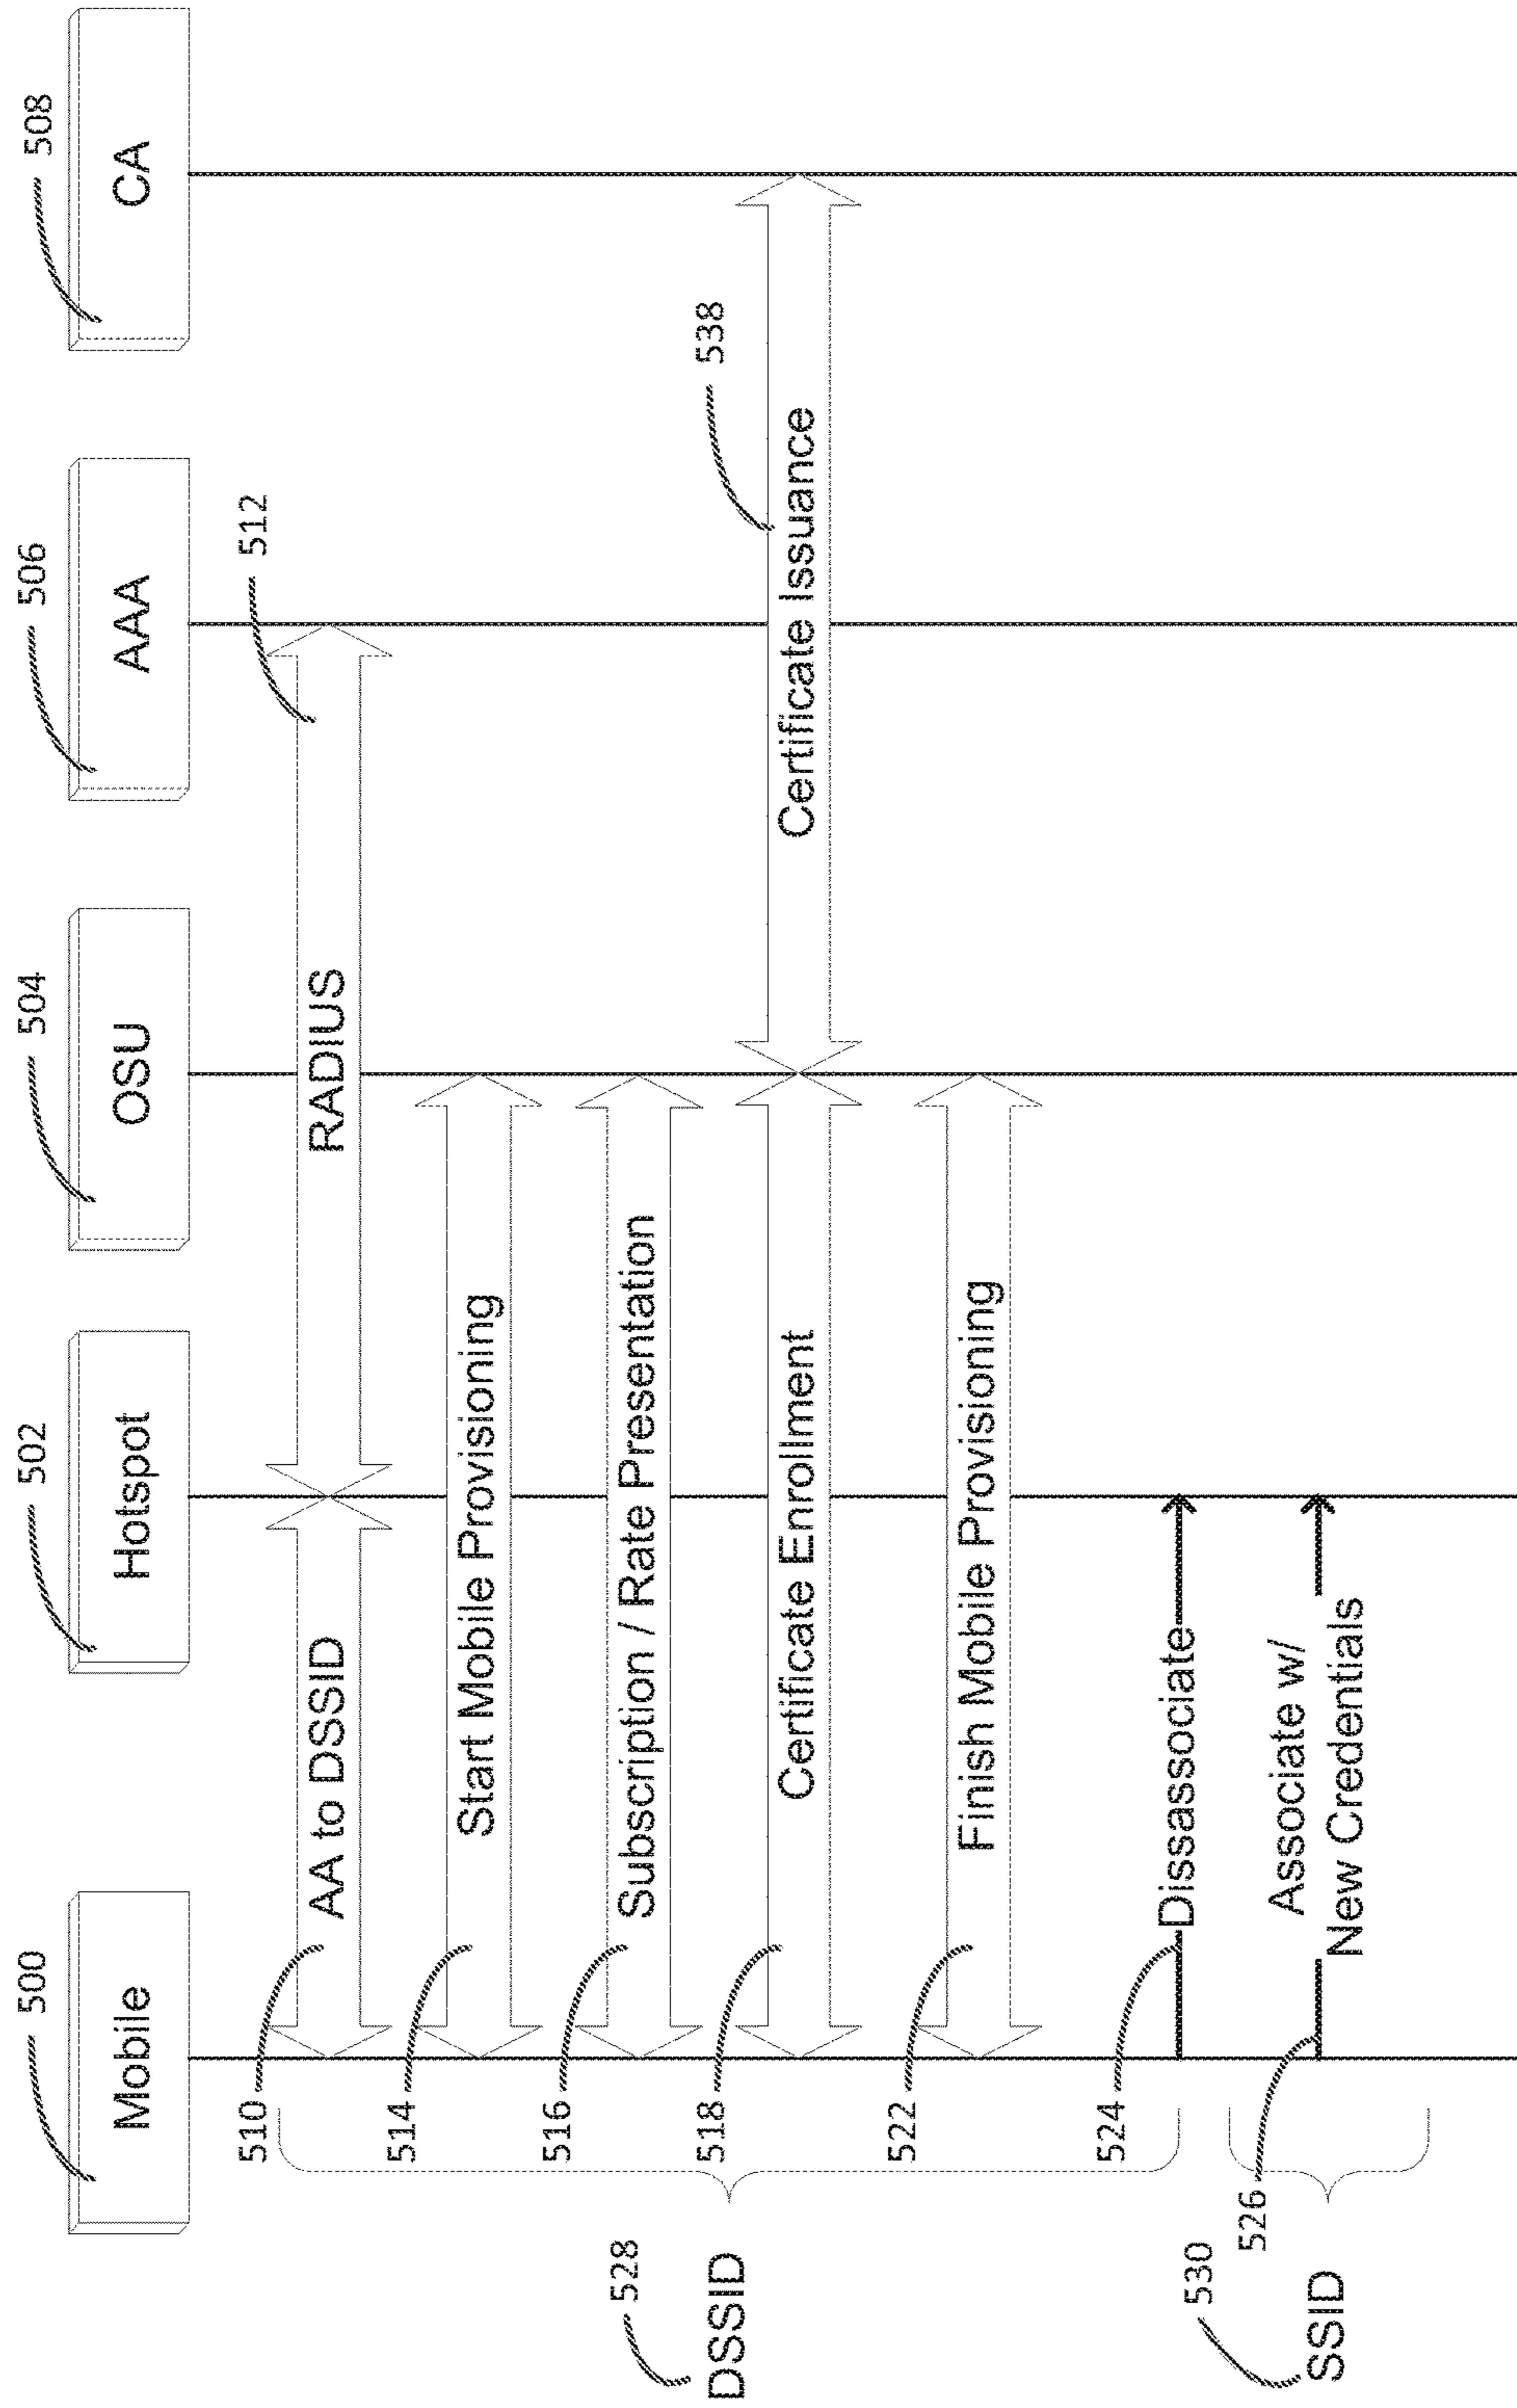 500
502
504
506
508
Mobile
Hotspot
OSU
AAA
CA
510
AA to DSSID
RADIUS
512
514
Start Mobile Provisioning
516
Subscription / Rate Presentation
518
Certificate Enrollment
Certificate Issuance
538
522
Finish Mobile Provisioning
524
Dissassociate
526
Associate w/
New Credentials
528
DSSID
530
SSID